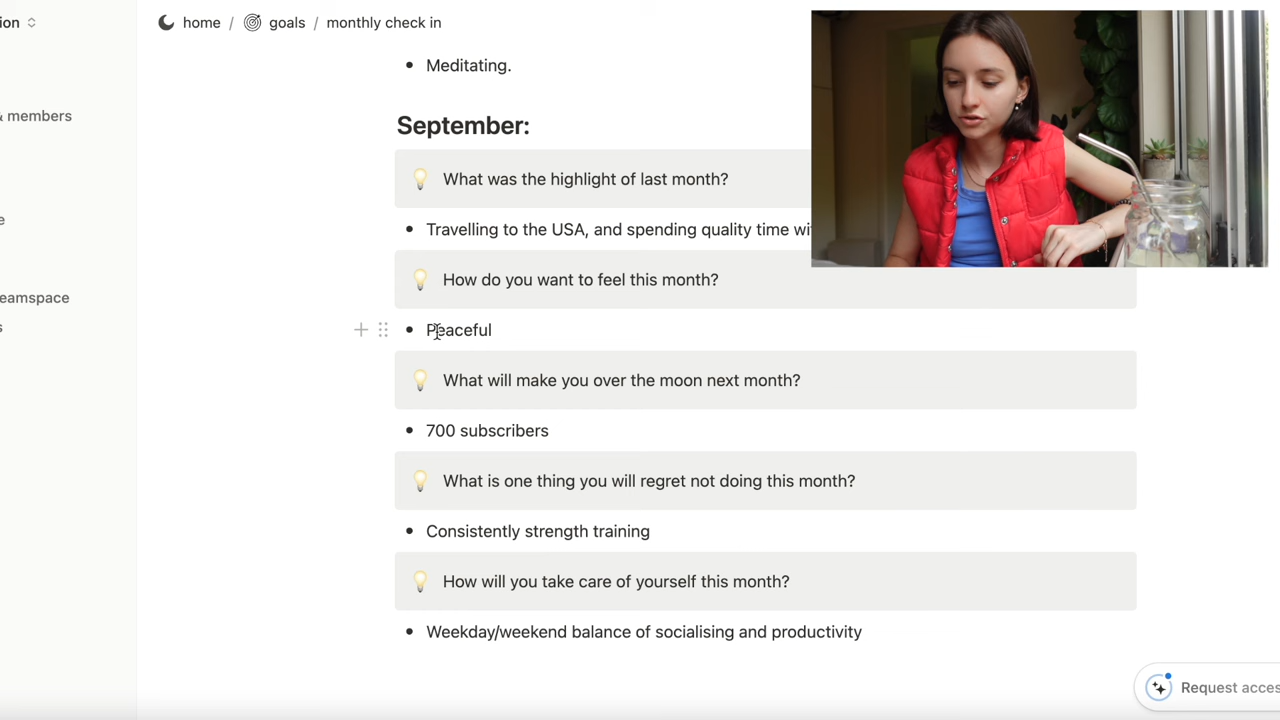 ion
home / goals / monthly check in
& members
e
eamspace
s
Meditating.
September:
What was the highlight of last month?
Travelling to the USA, and spending quality time wi
How do you want to feel this month?
Peaceful
What will make you over the moon next month?
700 subscribers
What is one thing you will regret not doing this month?
Consistently strength training
How will you take care of yourself this month?
Weekday/weekend balance of socialising and productivity
Request acces